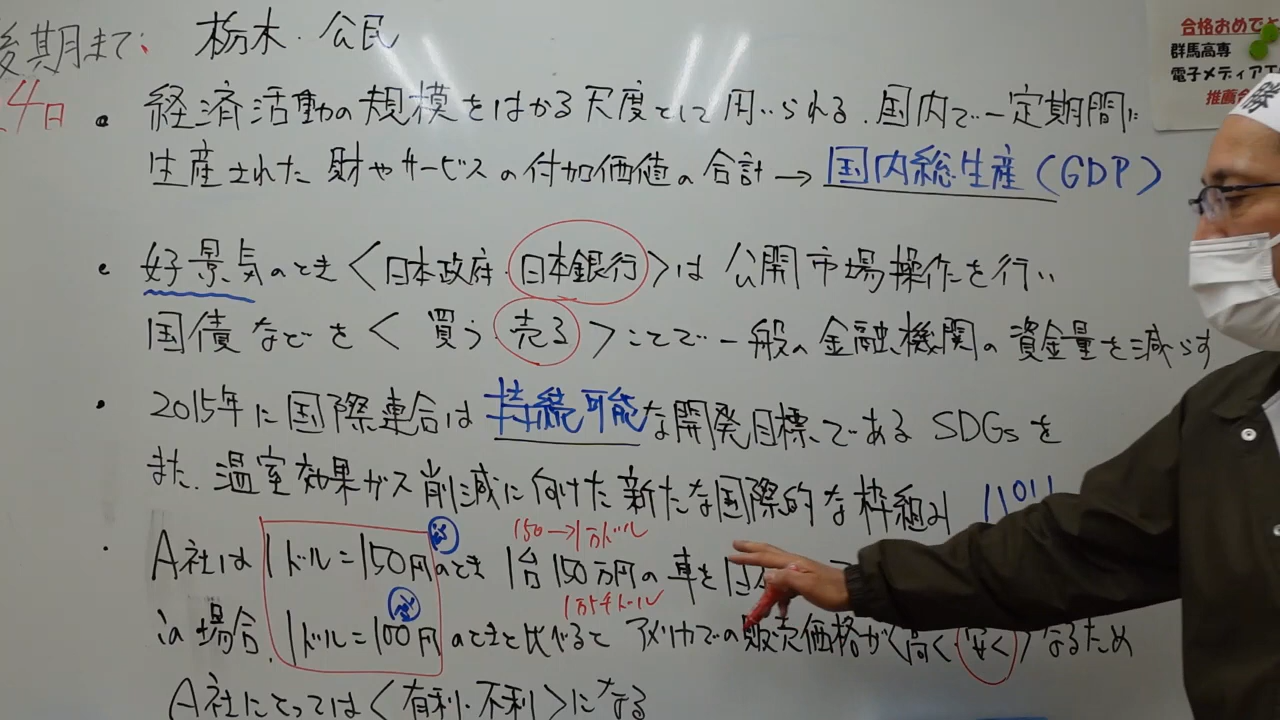 後期まで:
4日
栃木・公民
• 経済活動の規模をはかる尺度として用いられる、国内で一定期間に
生産された財やサービスの付加価値の合計→国内総生産(GDP)
• 好景気のとき〈日本政府・日本銀行〉は公開市場操作を行い
国債などを〈買う・売る〉ことで一般の金融機関の資金量を減らす
• 2015年に国際連合は持続可能な開発目標であるSDGsを
また、温室効果ガス削減に向けた新たな国際的な枠組み
150→1万ドル
• A社は1ドル=150円のとき1台150万円の車を
1万5千ドル
場合、1ドル=100円のときと比べるとアメリカでの販売価格が〈高く・安く〉なるため
A社にとっては〈有利・不利〉になる
合格おめでと
群馬高専
電子メディア工
推薦合
勝